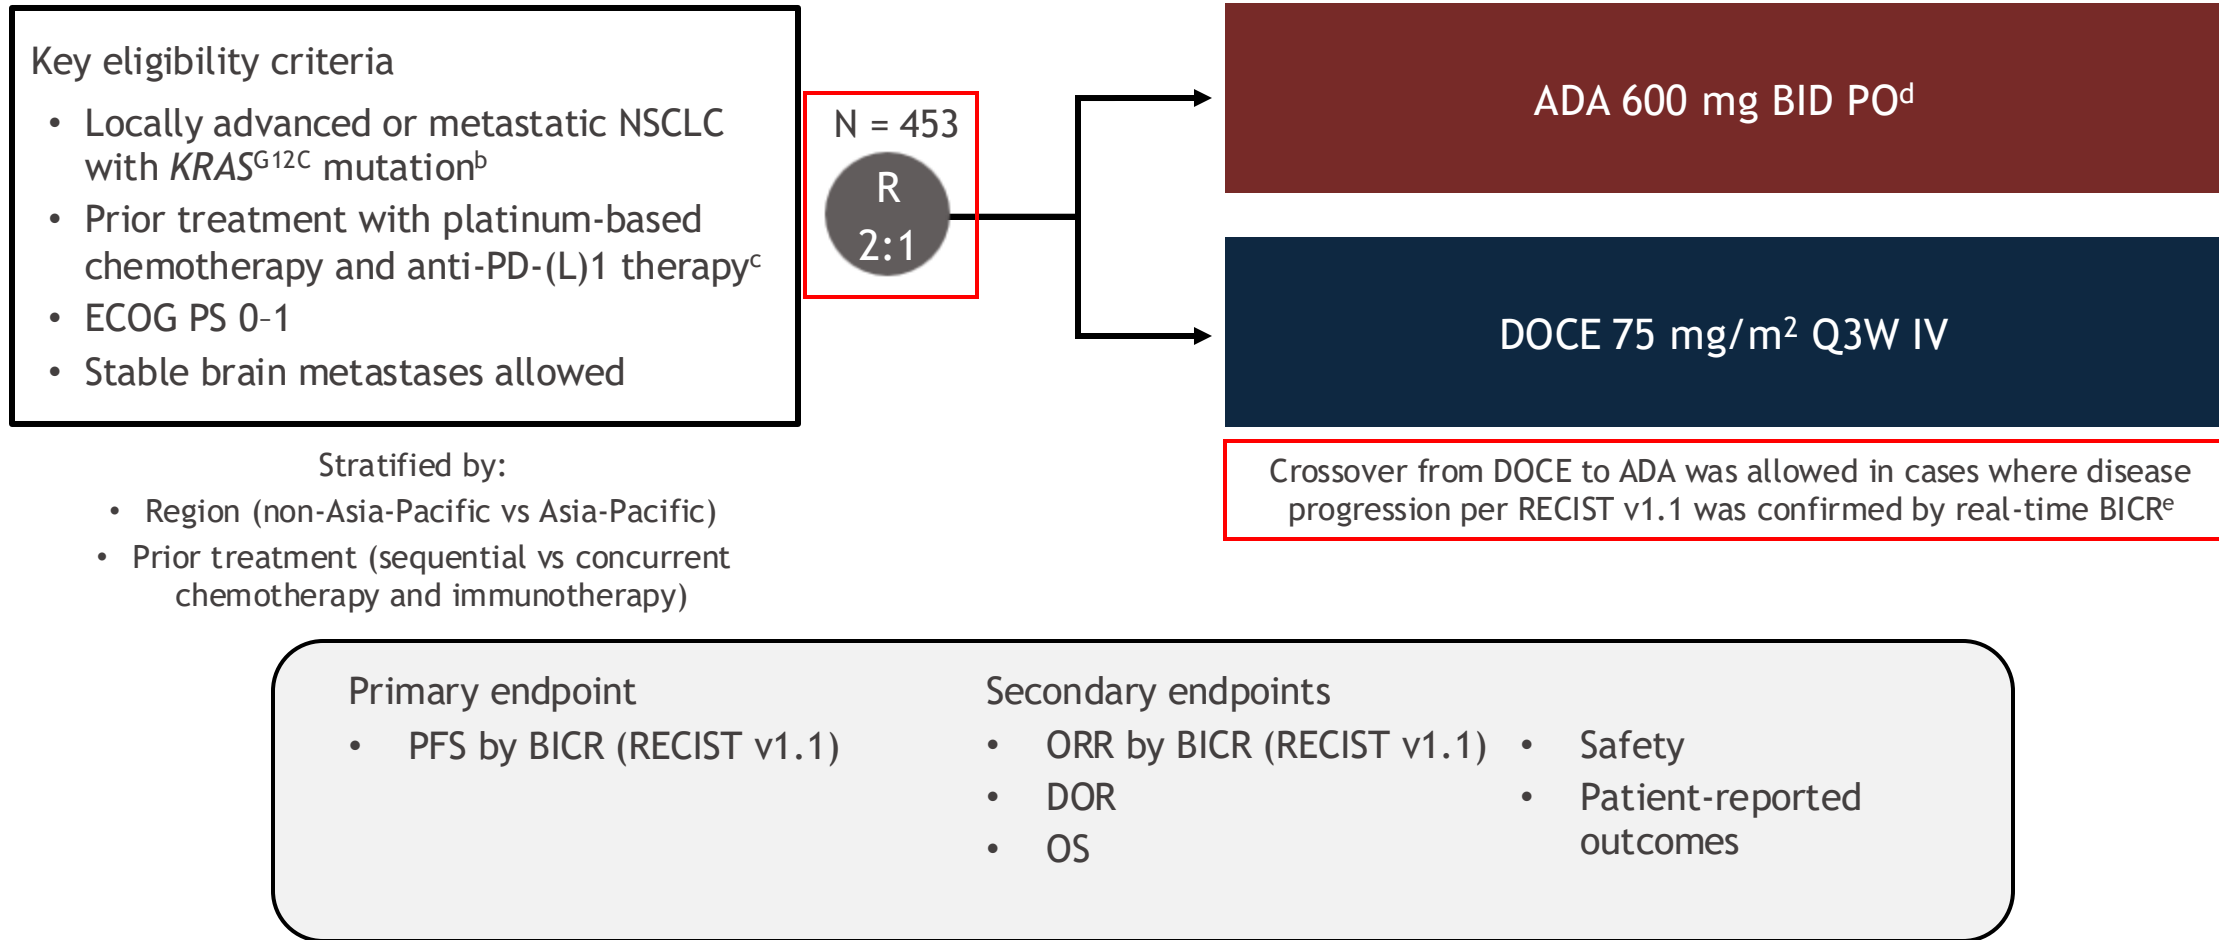 Key eligibility criteria
• Locally advanced or metastatic NSCLC
with KRASᴳ¹²ꟲ mutationᵇ
• Prior treatment with platinum-based
chemotherapy and anti-PD-(L)1 therapyᶜ
• ECOG PS 0–1
• Stable brain metastases allowed
Stratified by:
• Region (non-Asia-Pacific vs Asia-Pacific)
• Prior treatment (sequential vs concurrent
chemotherapy and immunotherapy)
N = 453
R
2:1
ADA 600 mg BID POᵈ
DOCE 75 mg/m² Q3W IV
Crossover from DOCE to ADA was allowed in cases where disease
progression per RECIST v1.1 was confirmed by real-time BICRᵉ
Primary endpoint
• PFS by BICR (RECIST v1.1)
Secondary endpoints
• ORR by BICR (RECIST v1.1)
• DOR
• OS
• Safety
• Patient-reported
outcomes